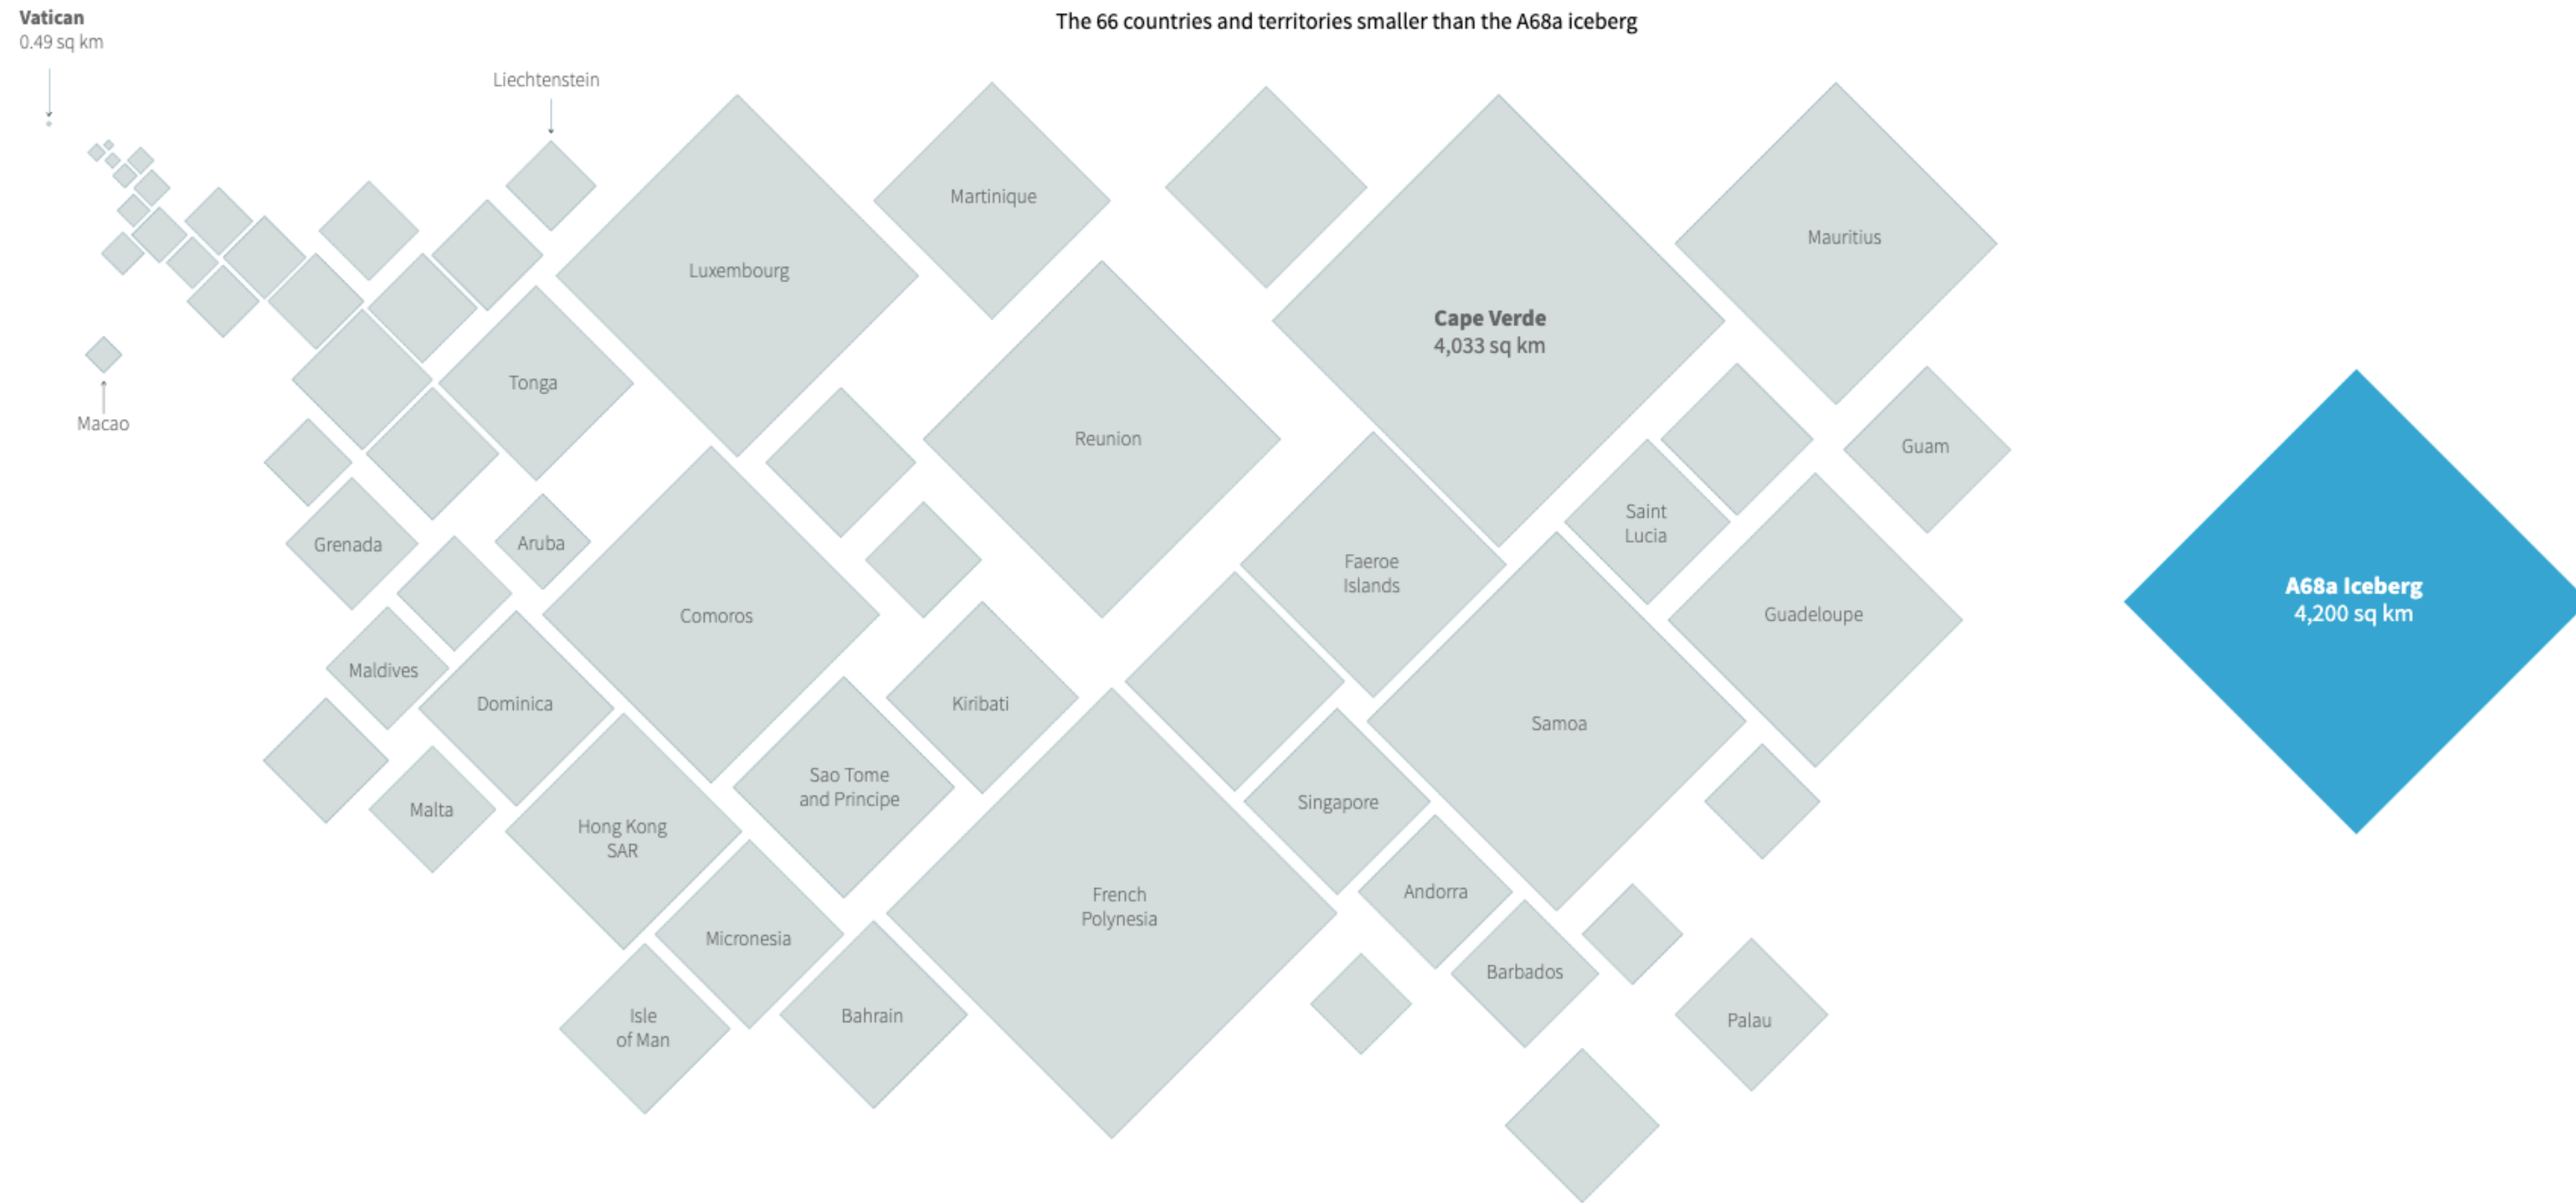 The 66 countries and territories smaller than the A68a iceberg
Vatican
0.49 sq km
Liechtenstein
Martinique
Mauritius
Luxembourg
Cape Verde
4,033 sq km
Tonga
Macao
Reunion
Guam
Saint
Lucia
Grenada
Aruba
Faeroe
Islands
A68a Iceberg
4,200 sq km
Comoros
Guadeloupe
Maldives
Dominica
Kiribati
Samoa
Sao Tome
and Principe
Singapore
Malta
Hong Kong
SAR
Andorra
French
Polynesia
Micronesia
Barbados
Isle
of Man
Bahrain
Palau